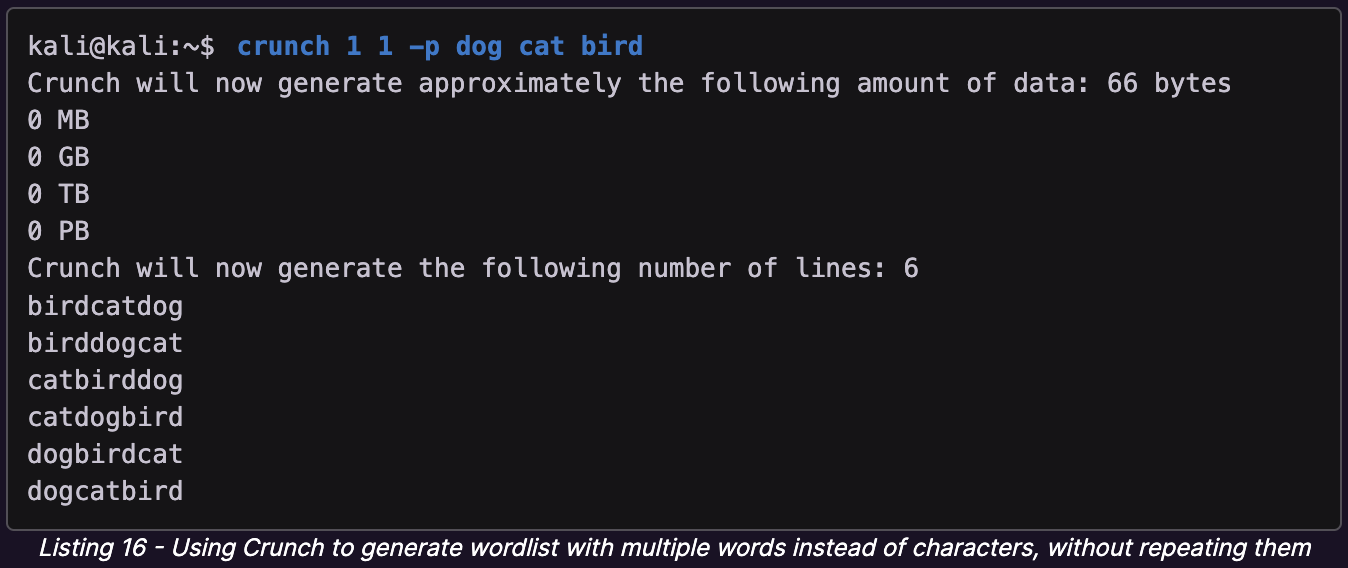 kali@kali:~$ crunch 1 1 -p dog cat bird
Crunch will now generate approximately the following amount of data: 66 bytes
0 MB
0 GB
0 TB
0 PB
Crunch will now generate the following number of lines: 6
birdcatdog
birddogcat
catbirddog
catdogbird
dogbirdcat
dogcatbird
Listing 16 - Using Crunch to generate wordlist with multiple words instead of characters, without repeating them